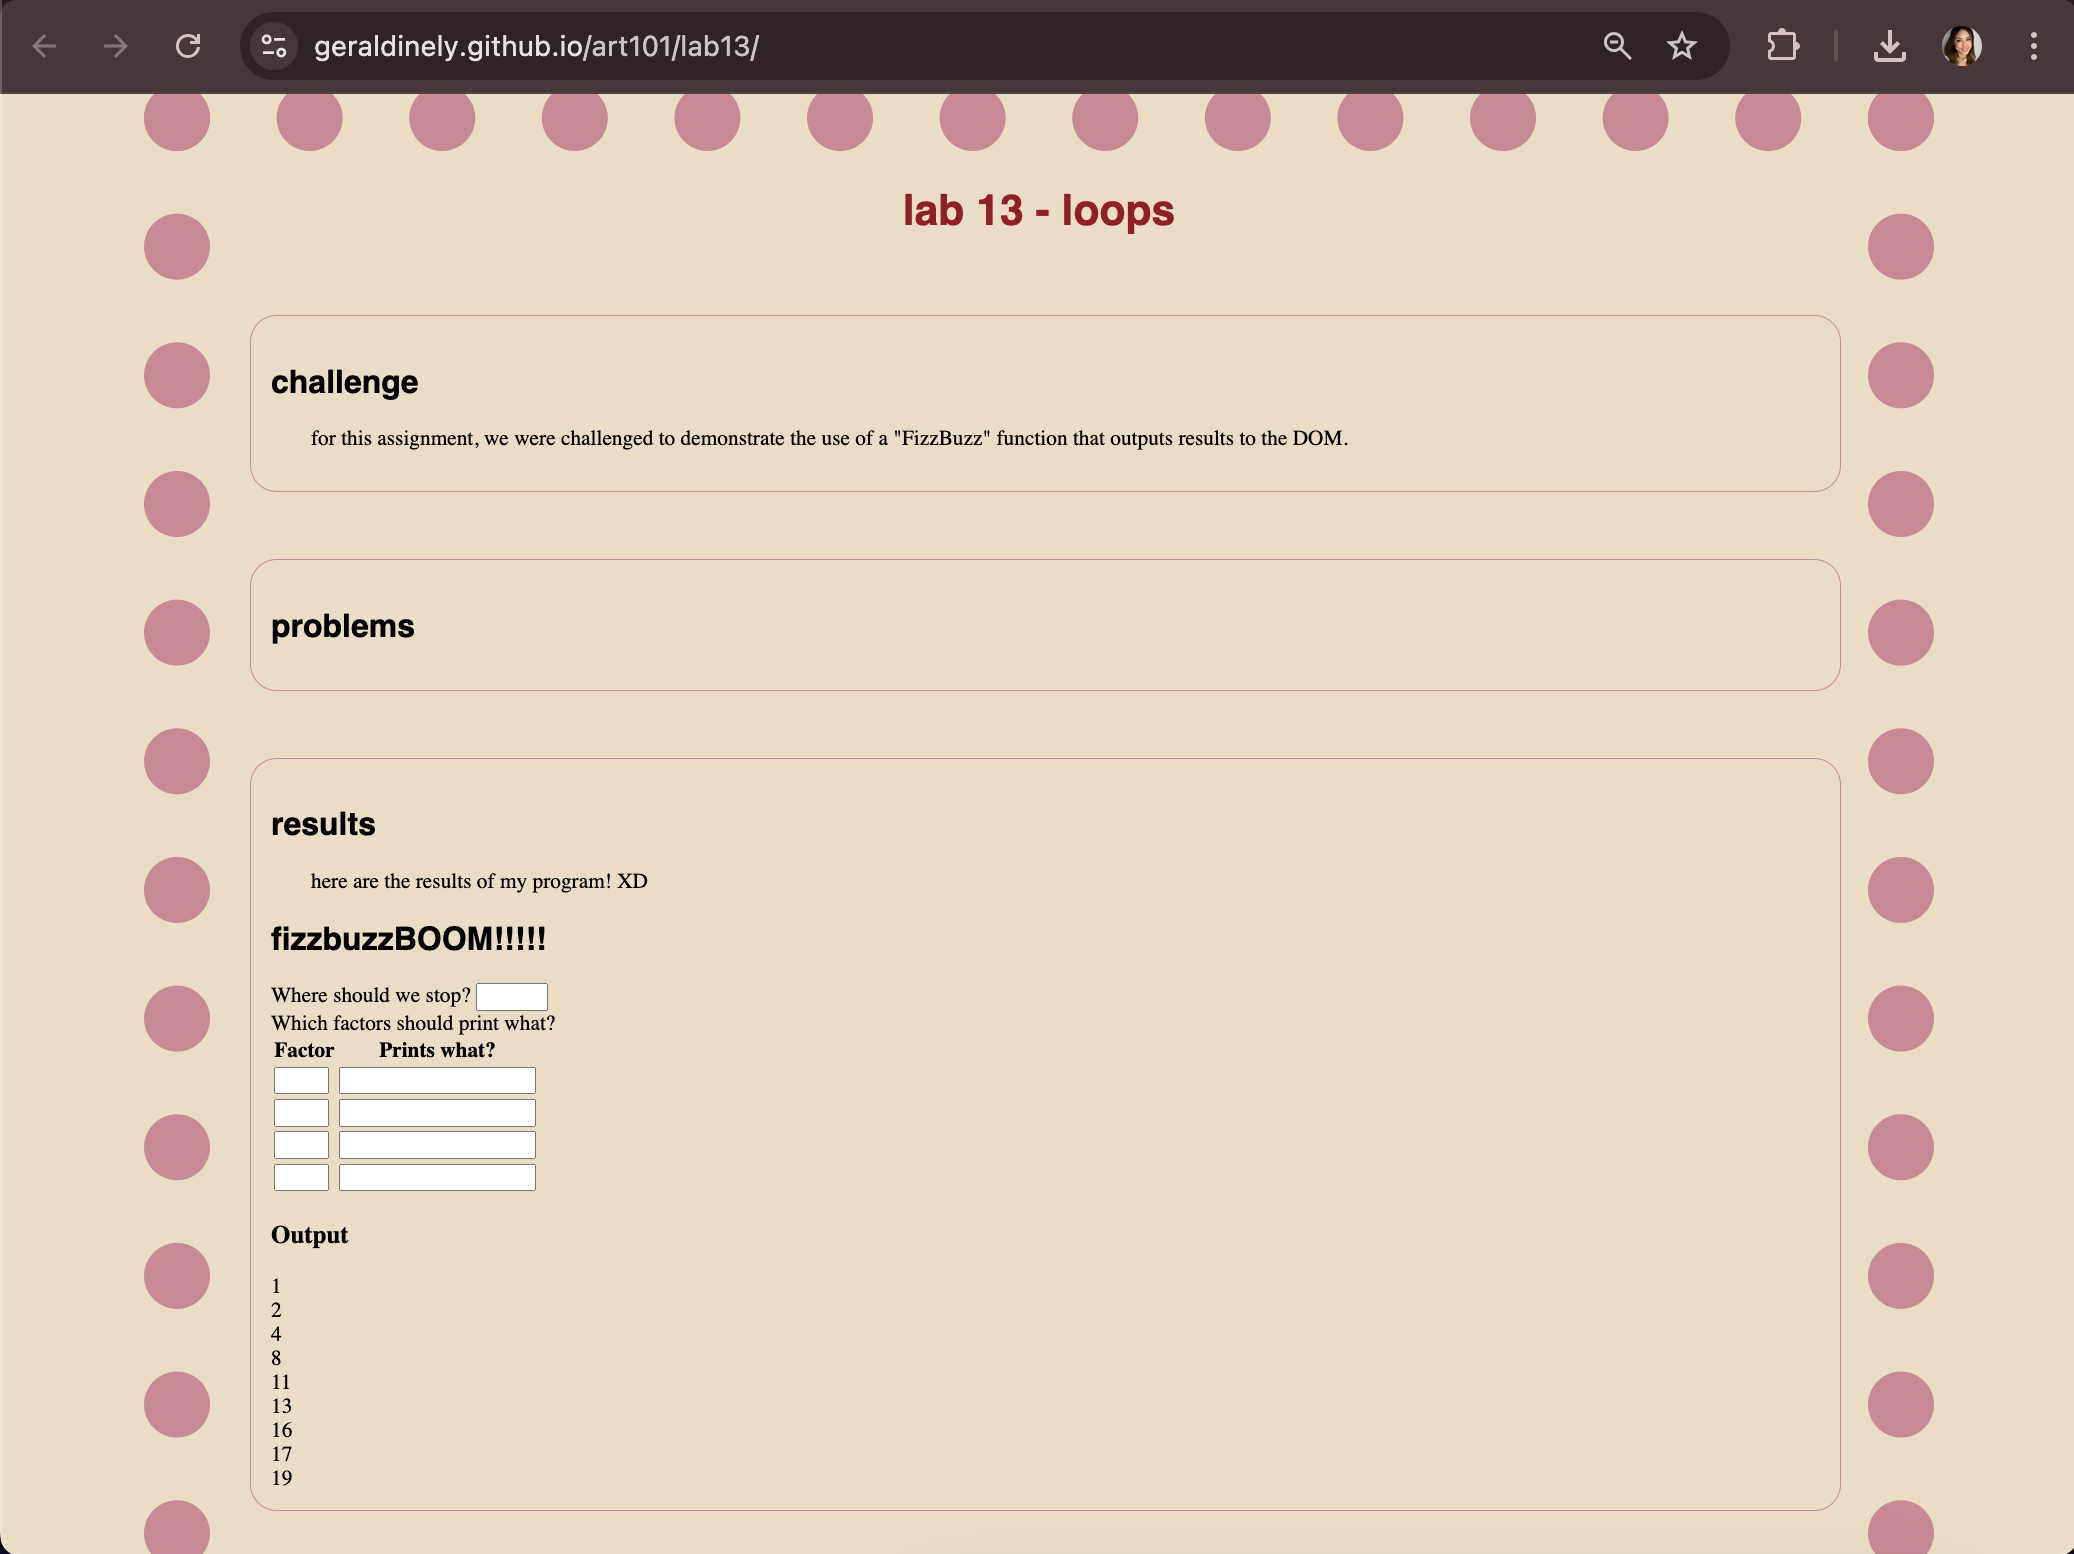 geraldinely.github.io/art101/lab13/
lab 13 - loops
challenge
for this assignment, we were challenged to demonstrate the use of a "FizzBuzz" function that outputs results to the DOM.
problems
results
here are the results of my program! XD
fizzbuzzBOOM!!!!!
Where should we stop?
Which factors should print what?
Factor Prints what?
Output
1
2
4
8
11
13
16
17
19